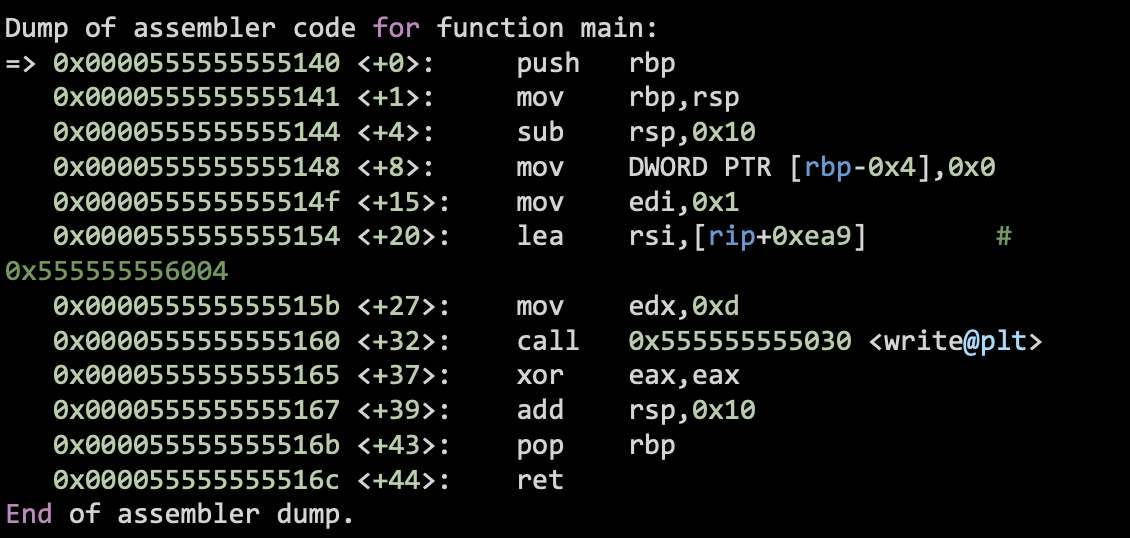 Dump of assembler code for function main:
=> 0x0000555555555140 <+0>:     push   rbp
   0x0000555555555141 <+1>:     mov    rbp,rsp
   0x0000555555555144 <+4>:     sub    rsp,0x10
   0x0000555555555148 <+8>:     mov    DWORD PTR [rbp-0x4],0x0
   0x000055555555514f <+15>:    mov    edi,0x1
   0x0000555555555154 <+20>:    lea    rsi,[rip+0xea9]        #
0x555555556004
   0x000055555555515b <+27>:    mov    edx,0xd
   0x0000555555555160 <+32>:    call   0x555555555030 <write@plt>
   0x0000555555555165 <+37>:    xor    eax,eax
   0x0000555555555167 <+39>:    add    rsp,0x10
   0x000055555555516b <+43>:    pop    rbp
   0x000055555555516c <+44>:    ret
End of assembler dump.